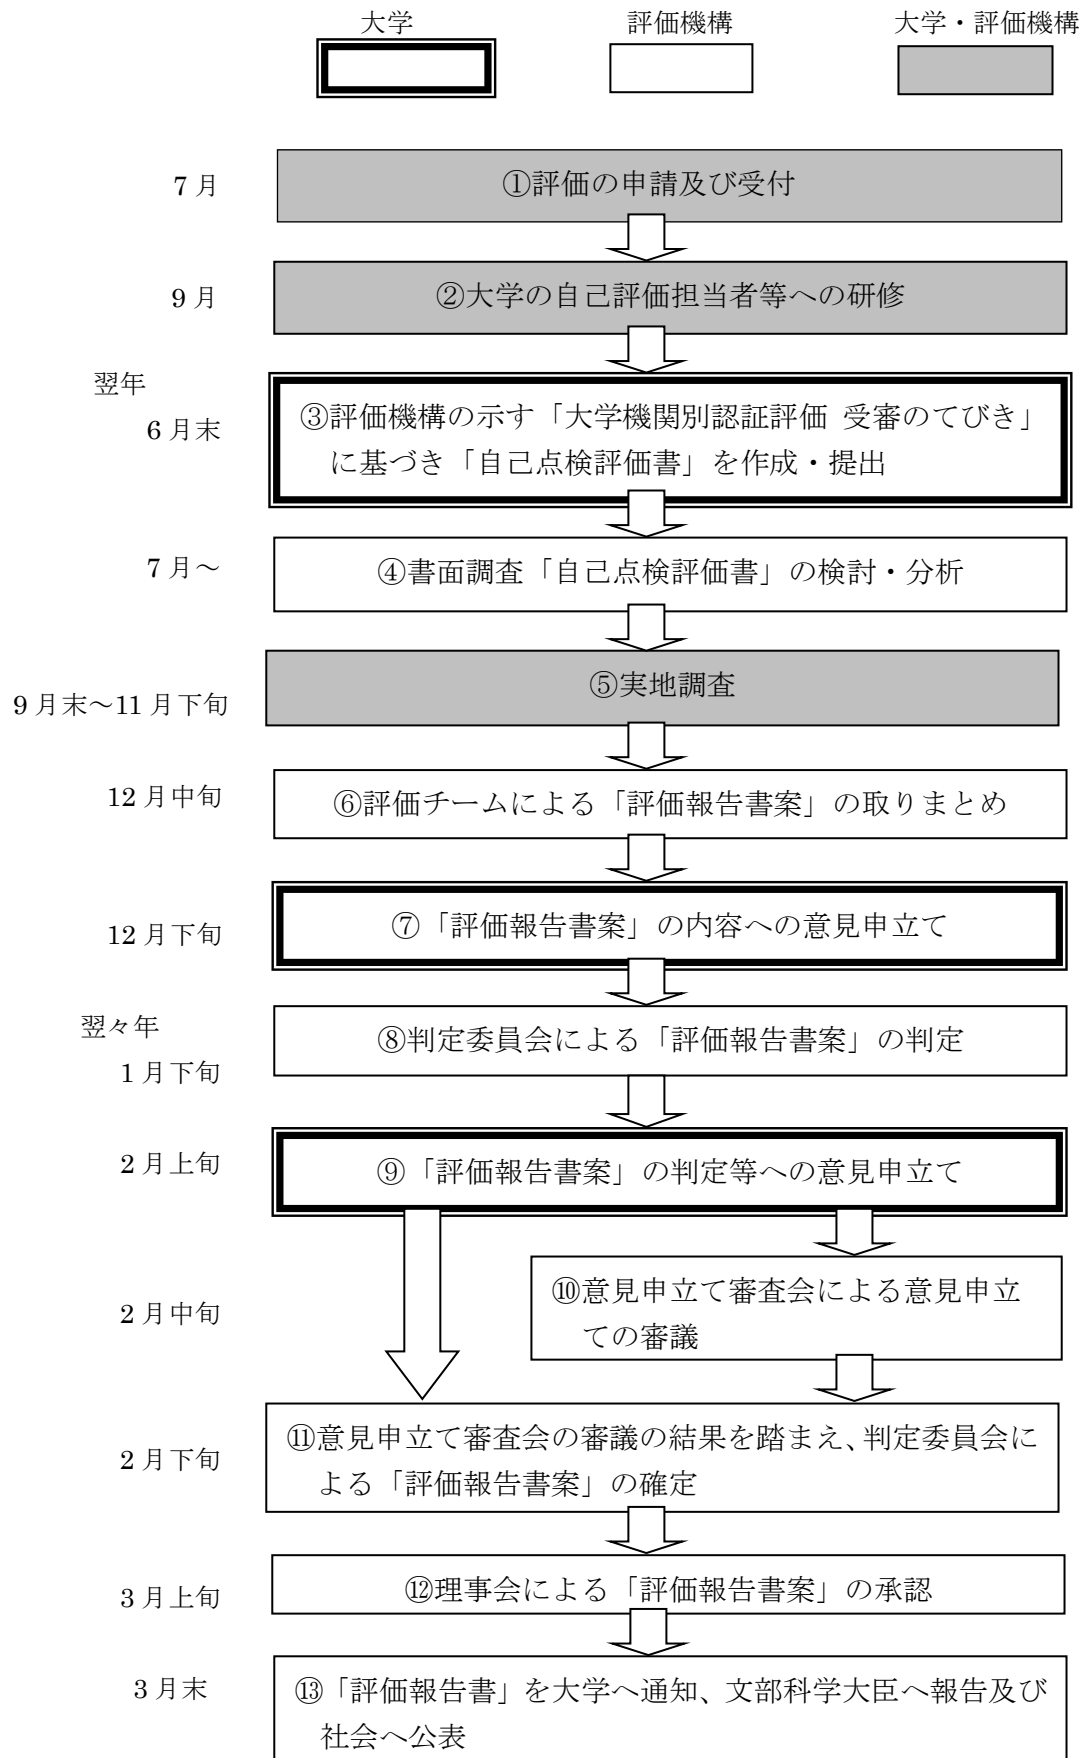 大学
評価機構
大学・評価機構
7月
①評価の申請及び受付
9月
②大学の自己評価担当者等への研修
翌年
6月末
③評価機構の示す「大学機関別認証評価 受審のてびき」
に基づき「自己点検評価書」を作成・提出
7月~
④書面調査「自己点検評価書」の検討・分析
9月末~11月下旬
⑤実地調査
12月中旬
⑥評価チームによる「評価報告書案」の取りまとめ
12月下旬
⑦「評価報告書案」の内容への意見申立て
翌々年
1月下旬
⑧判定委員会による「評価報告書案」の判定
2月上旬
⑨「評価報告書案」の判定等への意見申立て
2月中旬
⑩意見申立て審査会による意見申立
ての審議
2月下旬
⑪意見申立て審査会の審議の結果を踏まえ、判定委員会に
よる「評価報告書案」の確定
3月上旬
⑫理事会による「評価報告書案」の承認
3月末
⑬「評価報告書」を大学へ通知、文部科学大臣へ報告及び
社会へ公表